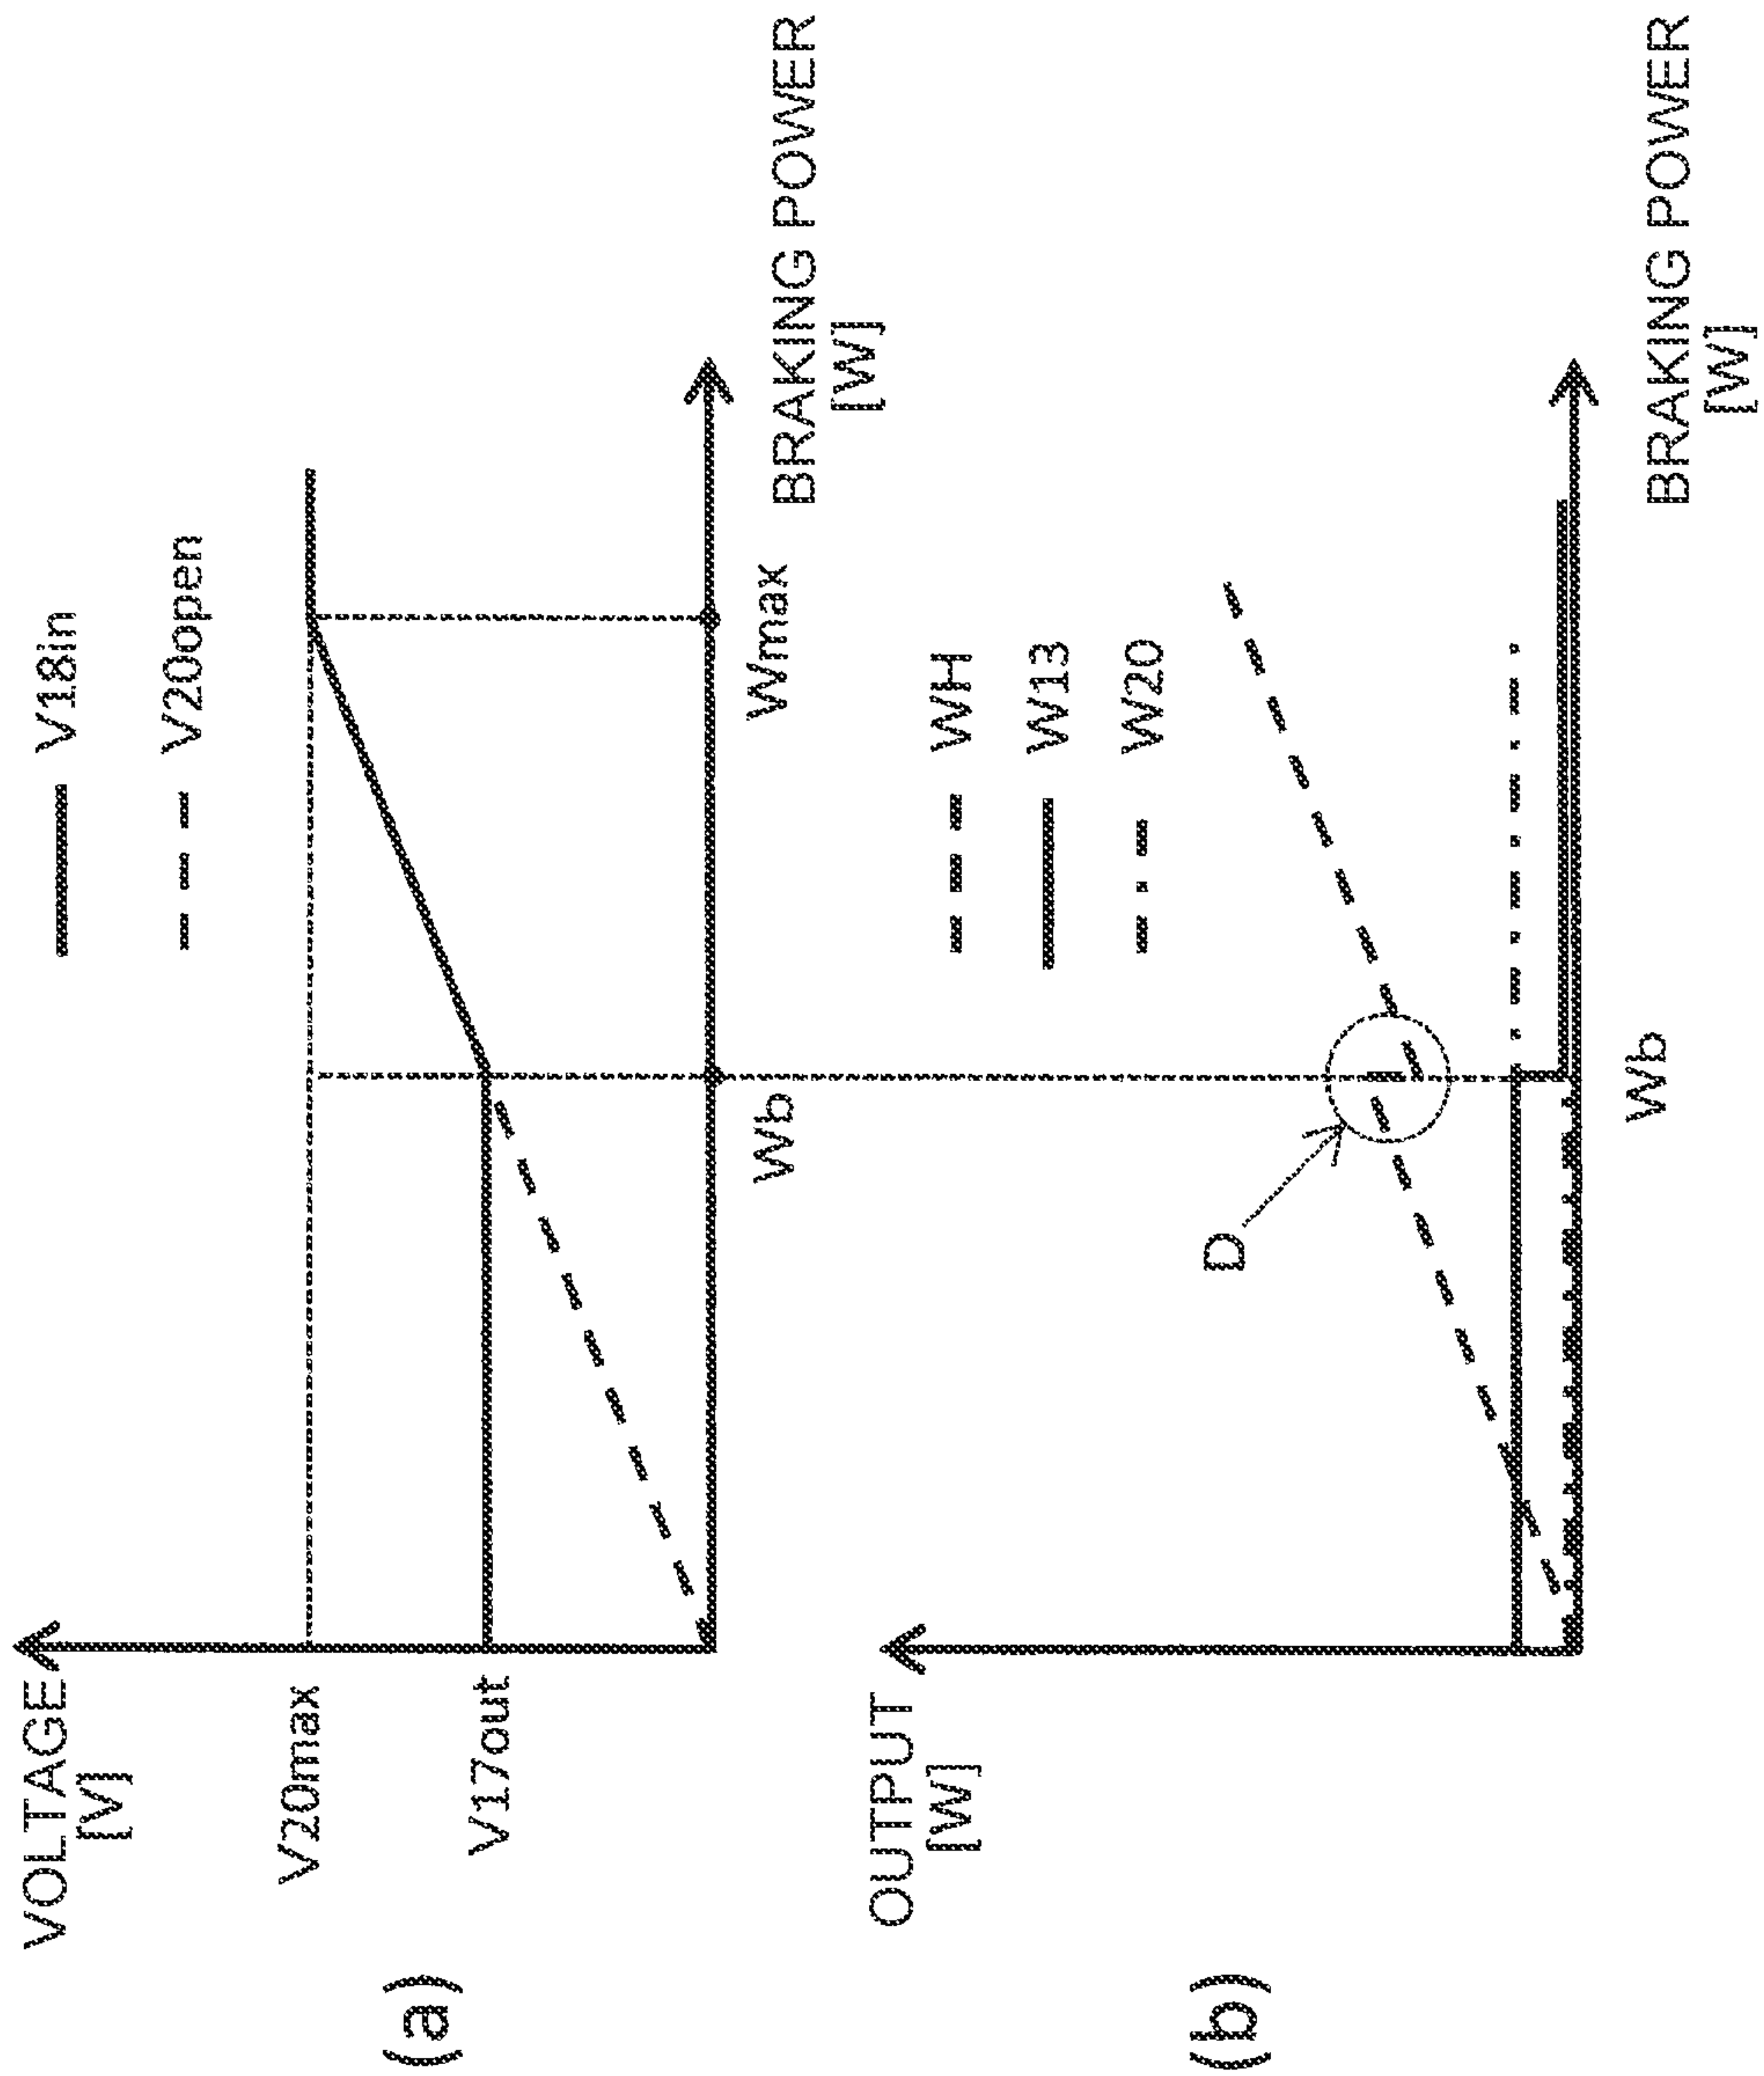 (a)
VOLTAGE
[V]
V18in
V20open
V20max
V17out
Wb
Wmax
BRAKING POWER
[W]
(b)
OUTPUT
[W]
WH
W13
W20
D
Wb
BRAKING POWER
[W]